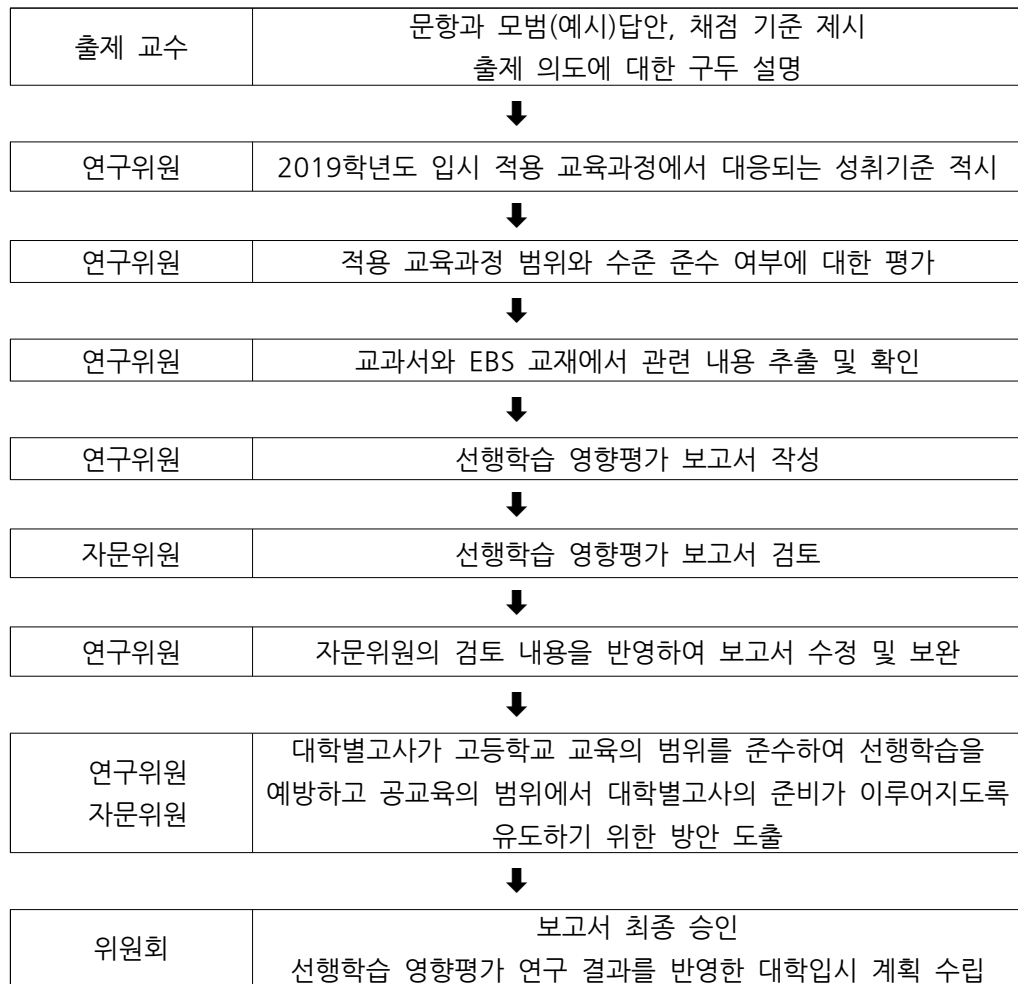 출제 교수
문항과 모범(예시)답안, 채점 기준 제시
출제 의도에 대한 구두 설명
⬇
연구위원
2019학년도 입시 적용 교육과정에서 대응되는 성취기준 적시
⬇
연구위원
적용 교육과정 범위와 수준 준수 여부에 대한 평가
⬇
연구위원
교과서와 EBS 교재에서 관련 내용 추출 및 확인
⬇
연구위원
선행학습 영향평가 보고서 작성
⬇
자문위원
선행학습 영향평가 보고서 검토
⬇
연구위원
자문위원의 검토 내용을 반영하여 보고서 수정 및 보완
⬇
연구위원
자문위원
대학별고사가 고등학교 교육의 범위를 준수하여 선행학습을
예방하고 공교육의 범위에서 대학별고사의 준비가 이루어지도록
유도하기 위한 방안 도출
⬇
위원회
보고서 최종 승인
선행학습 영향평가 연구 결과를 반영한 대학입시 계획 수립